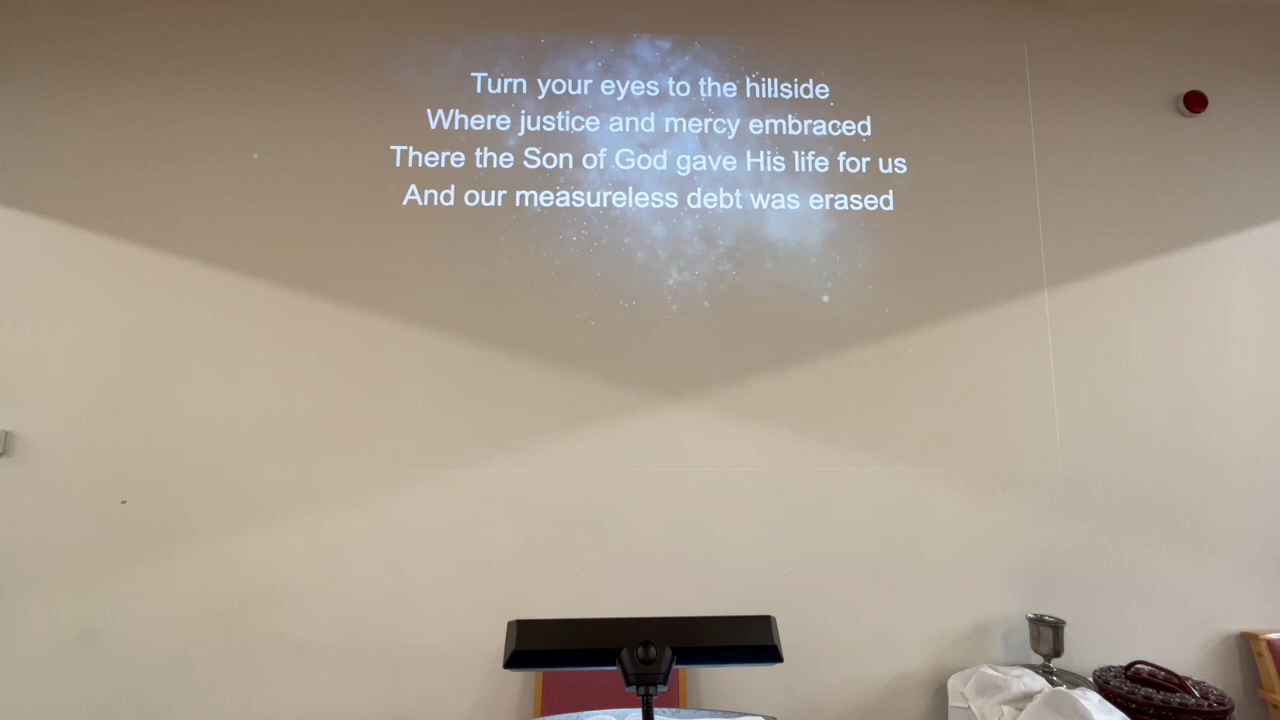 Turn your eyes to the hillside
Where justice and mercy embraced
There the Son of God gave His life for us
And our measureless debt was erased